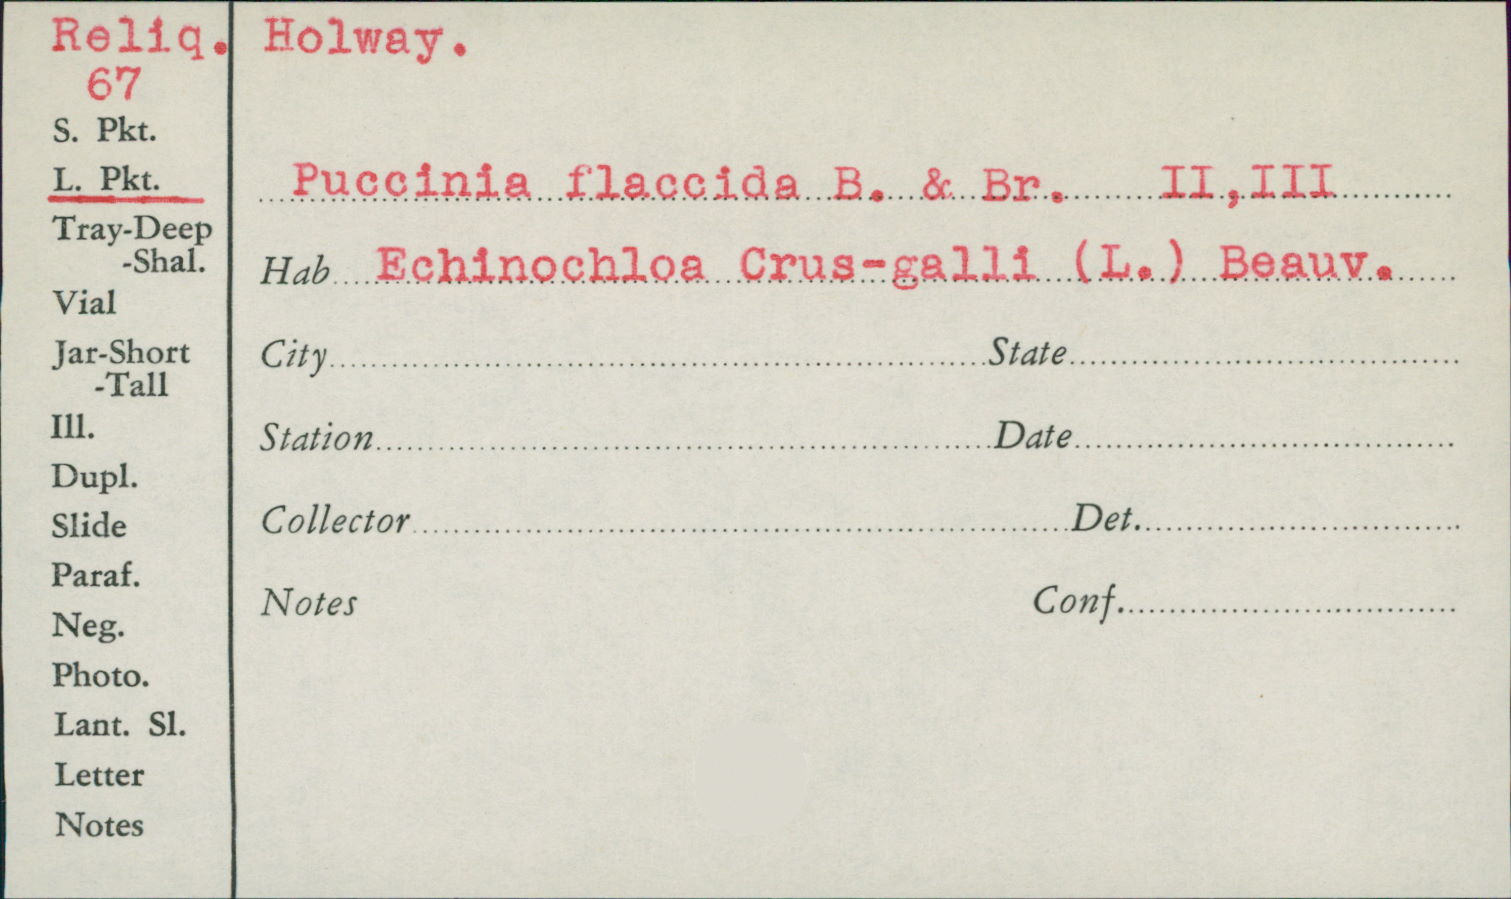 Reliq. Holway.
67
S. Pkt.
L. Pkt.
Puccinia flaccida B. & Br. II,III
Tray-Deep
-Shal.
Hab Echinochloa Crus-galli (L.) Beauv.
Vial
Jar-Short
-Tall
City State
Ill.
Station Date
Dupl.
Slide
Collector Det.
Paraf.
Neg.
Notes Conf.
Photo.
Lant. Sl.
Letter
Notes